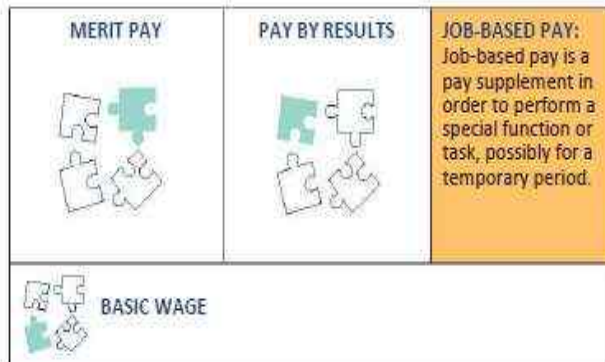 MERIT PAY
PAY BY RESULTS
JOB-BASED PAY:
Job-based pay is a
pay supplement in
order to perform a
special function or
task, possibly for a
temporary period.
BASIC WAGE